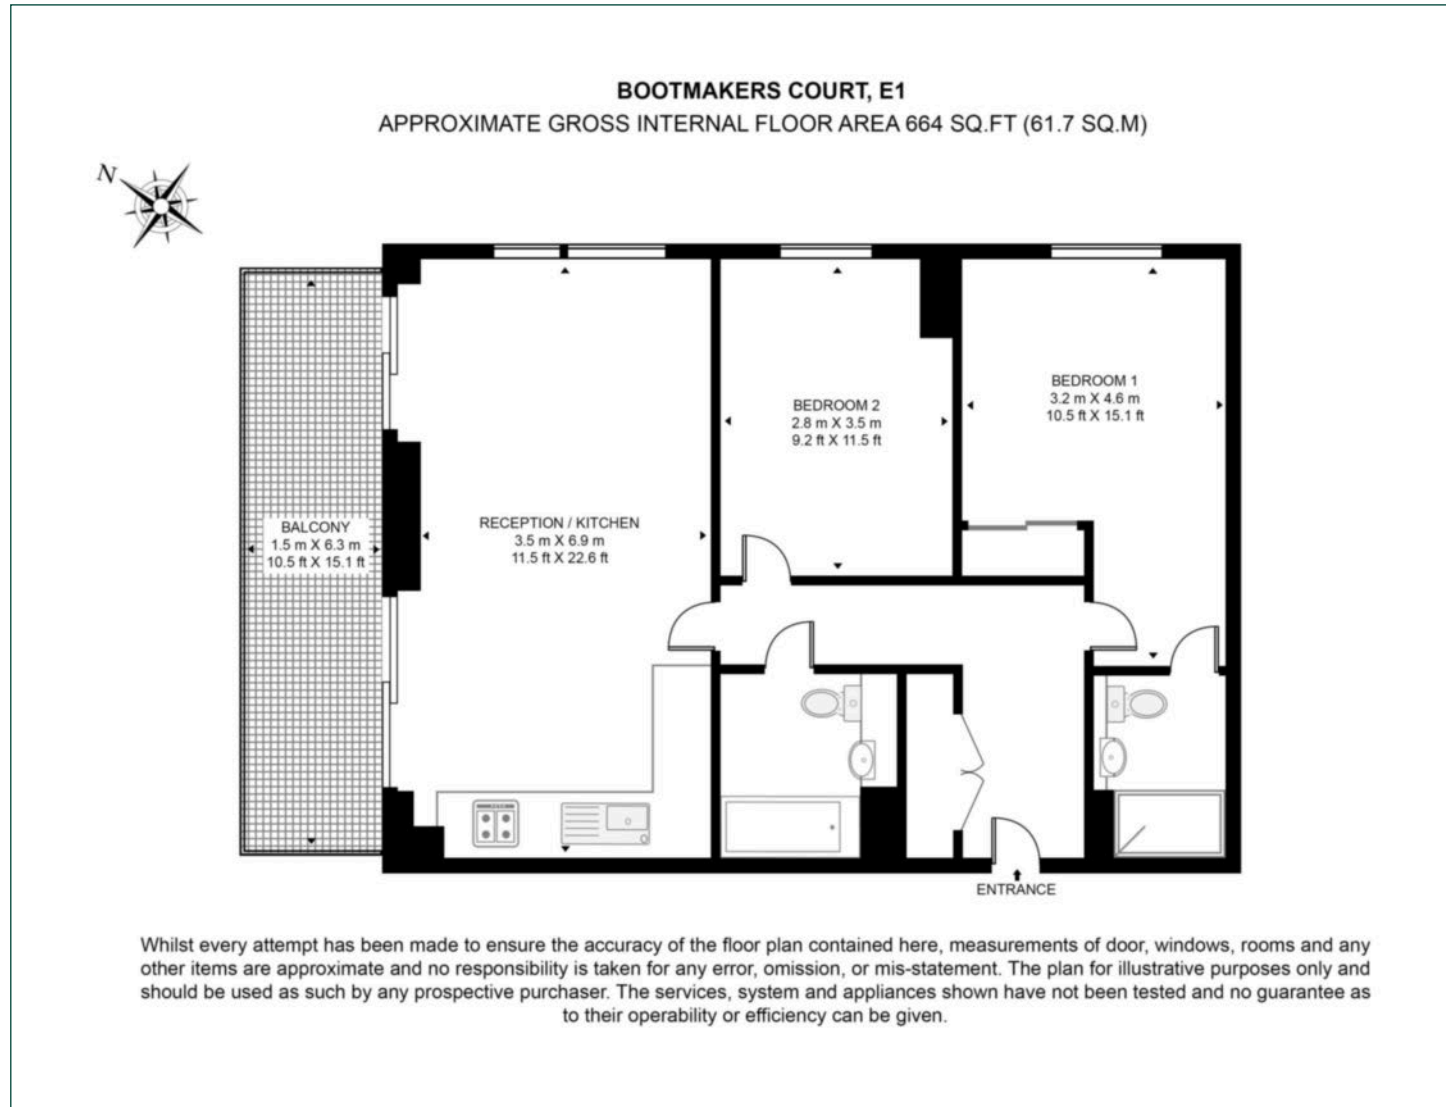 BOOTMAKERS COURT, E1
APPROXIMATE GROSS INTERNAL FLOOR AREA 664 SQ.FT (61.7 SQ.M)
N
BEDROOM 1
3.2 m X 4.6 m
10.5 ft X 15.1 ft
BEDROOM 2
2.8 m X 3.5 m
9.2 ft X 11.5 ft
RECEPTION / KITCHEN
3.5 m X 6.9 m
11.5 ft X 22.6 ft
BALCONY
1.5 m X 6.3 m
10.5 ft X 15.1 ft
ENTRANCE
Whilst every attempt has been made to ensure the accuracy of the floor plan contained here, measurements of door, windows, rooms and any
other items are approximate and no responsibility is taken for any error, omission, or mis-statement. The plan for illustrative purposes only and
should be used as such by any prospective purchaser. The services, system and appliances shown have not been tested and no guarantee as
to their operability or efficiency can be given.